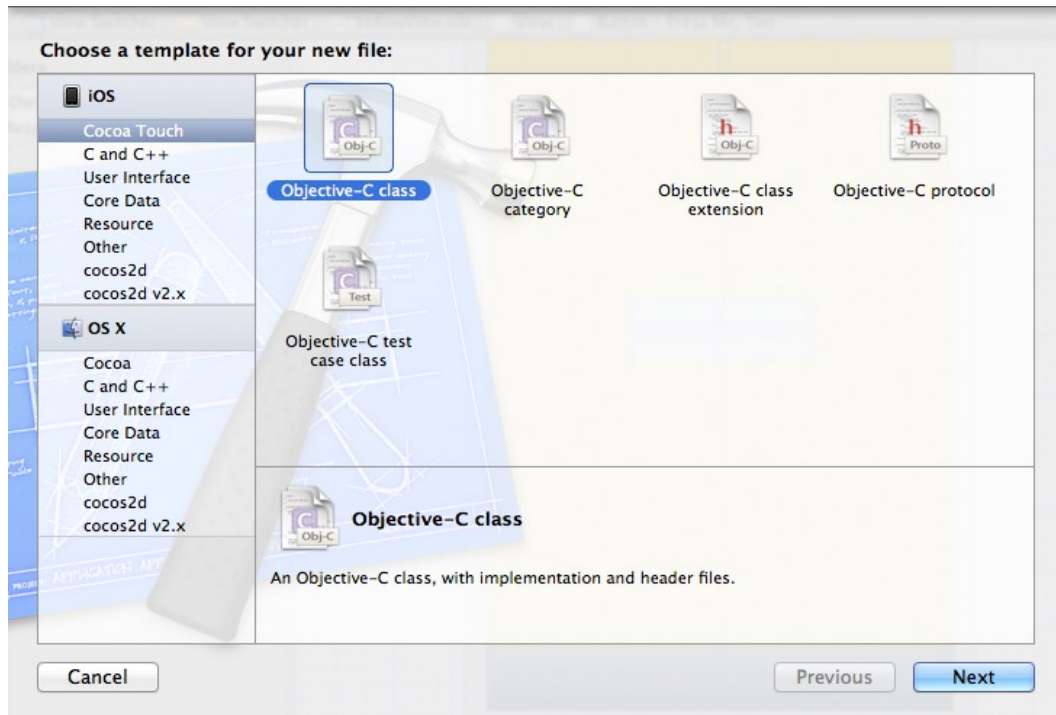 Choose a template for your new file:
iOS
Cocoa Touch
C and C++
User Interface
Core Data
Resource
Other
cocos2d
cocos2d v2.x
OS X
Cocoa
C and C++
User Interface
Core Data
Resource
Other
cocos2d
cocos2d v2.x
C
Obj-C
Objective-C class
C
Obj-C
Objective-C
category
h
Obj-C
Objective-C class
extension
h
Proto
Objective-C protocol
C
Test
Objective-C test
case class
C
Obj-C
Objective-C class
An Objective-C class, with implementation and header files.
Cancel
Previous
Next